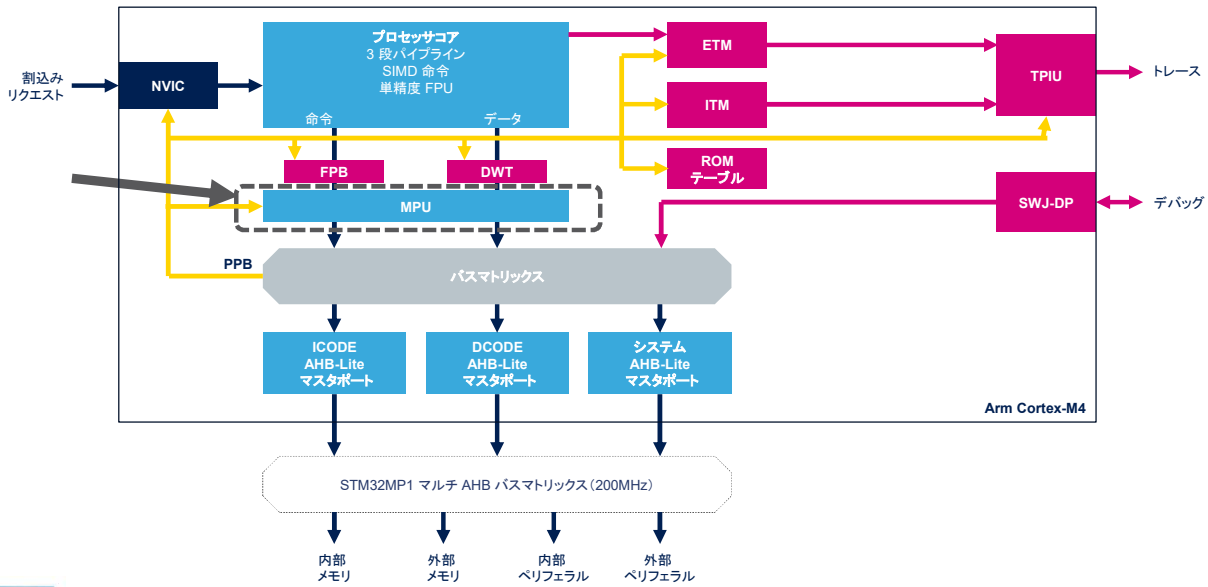 プロセッサコア
3 段パイプライン
SIMD 命令
単精度 FPU
命令
データ
割込み
リクエスト
NVIC
ETM
ITM
TPIU
トレース
FPB
DWT
ROM
テーブル
MPU
SWJ-DP
デバッグ
PPB
バスマトリックス
ICODE
AHB-Lite
マスタポート
DCODE
AHB-Lite
マスタポート
システム
AHB-Lite
マスタポート
Arm Cortex-M4
STM32MP1 マルチ AHB バスマトリックス（200MHz）
内部
メモリ
外部
メモリ
内部
ペリフェラル
外部
ペリフェラル